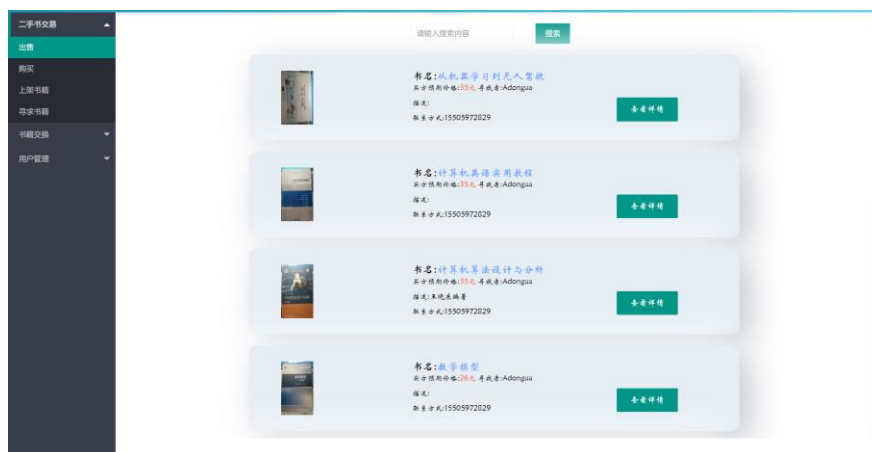 二手书交易
出售
购买
上架书籍
寻求书籍
书籍交换
用户管理
请输入搜索内容
搜索
书名:从机器学习到无人驾驶
买方预期价格:35元 寻找者:Adongua
描述:
联系方式:15505972829
去看详情
书名:计算机英语实用教程
买方预期价格:35元 寻找者:Adongua
描述:
联系方式:15505972829
去看详情
书名:计算机算法设计与分析
买方预期价格:35元 寻找者:Adongua
描述:王晓东编著
联系方式:15505972829
去看详情
书名:数学模型
买方预期价格:26元 寻找者:Adongua
描述:
联系方式:15505972829
去看详情